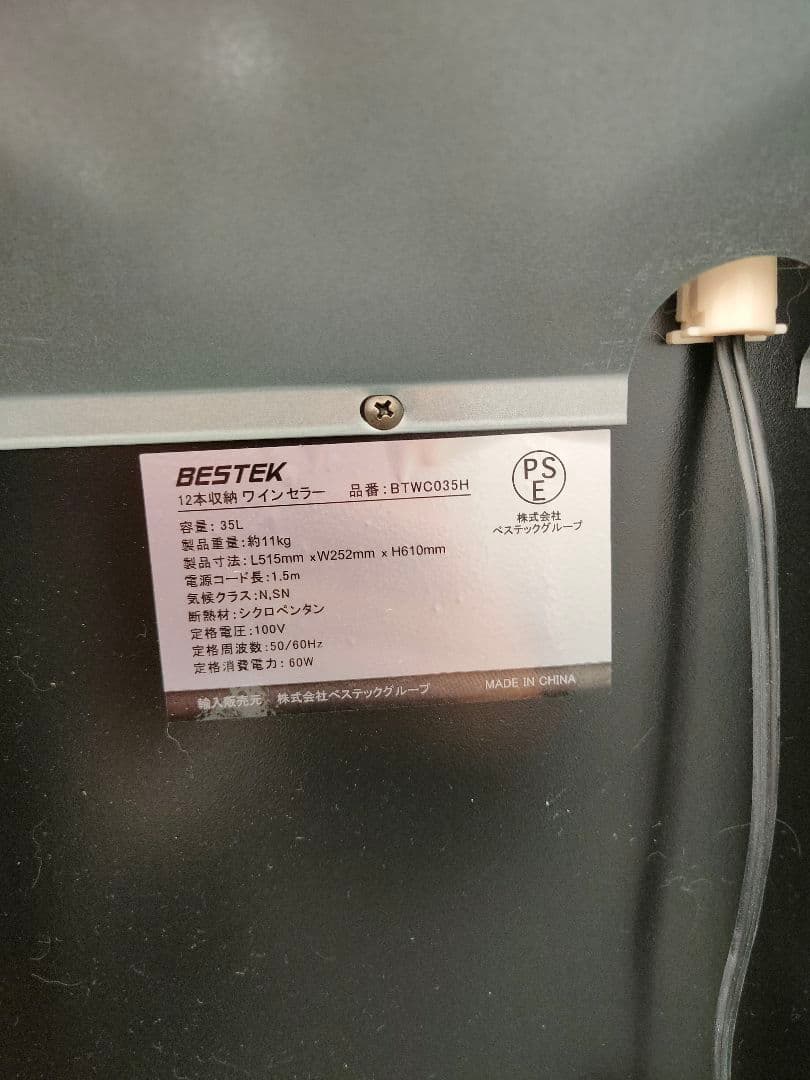 BESTEK
12本収納 ワインセラー 品番:BTWC035H
容量: 35L
製品重量:約11kg
製品寸法:L515mm xW252mm x H610mm
電源コード長:1.5m
気候クラス:N,SN
断熱材:シクロペンタン
定格電圧:100V
定格周波数:50/60Hz
定格消費電力:60W
PS
E
株式会社
ベステックグループ
輸入販売元 株式会社ベステックグループ MADE IN CHINA